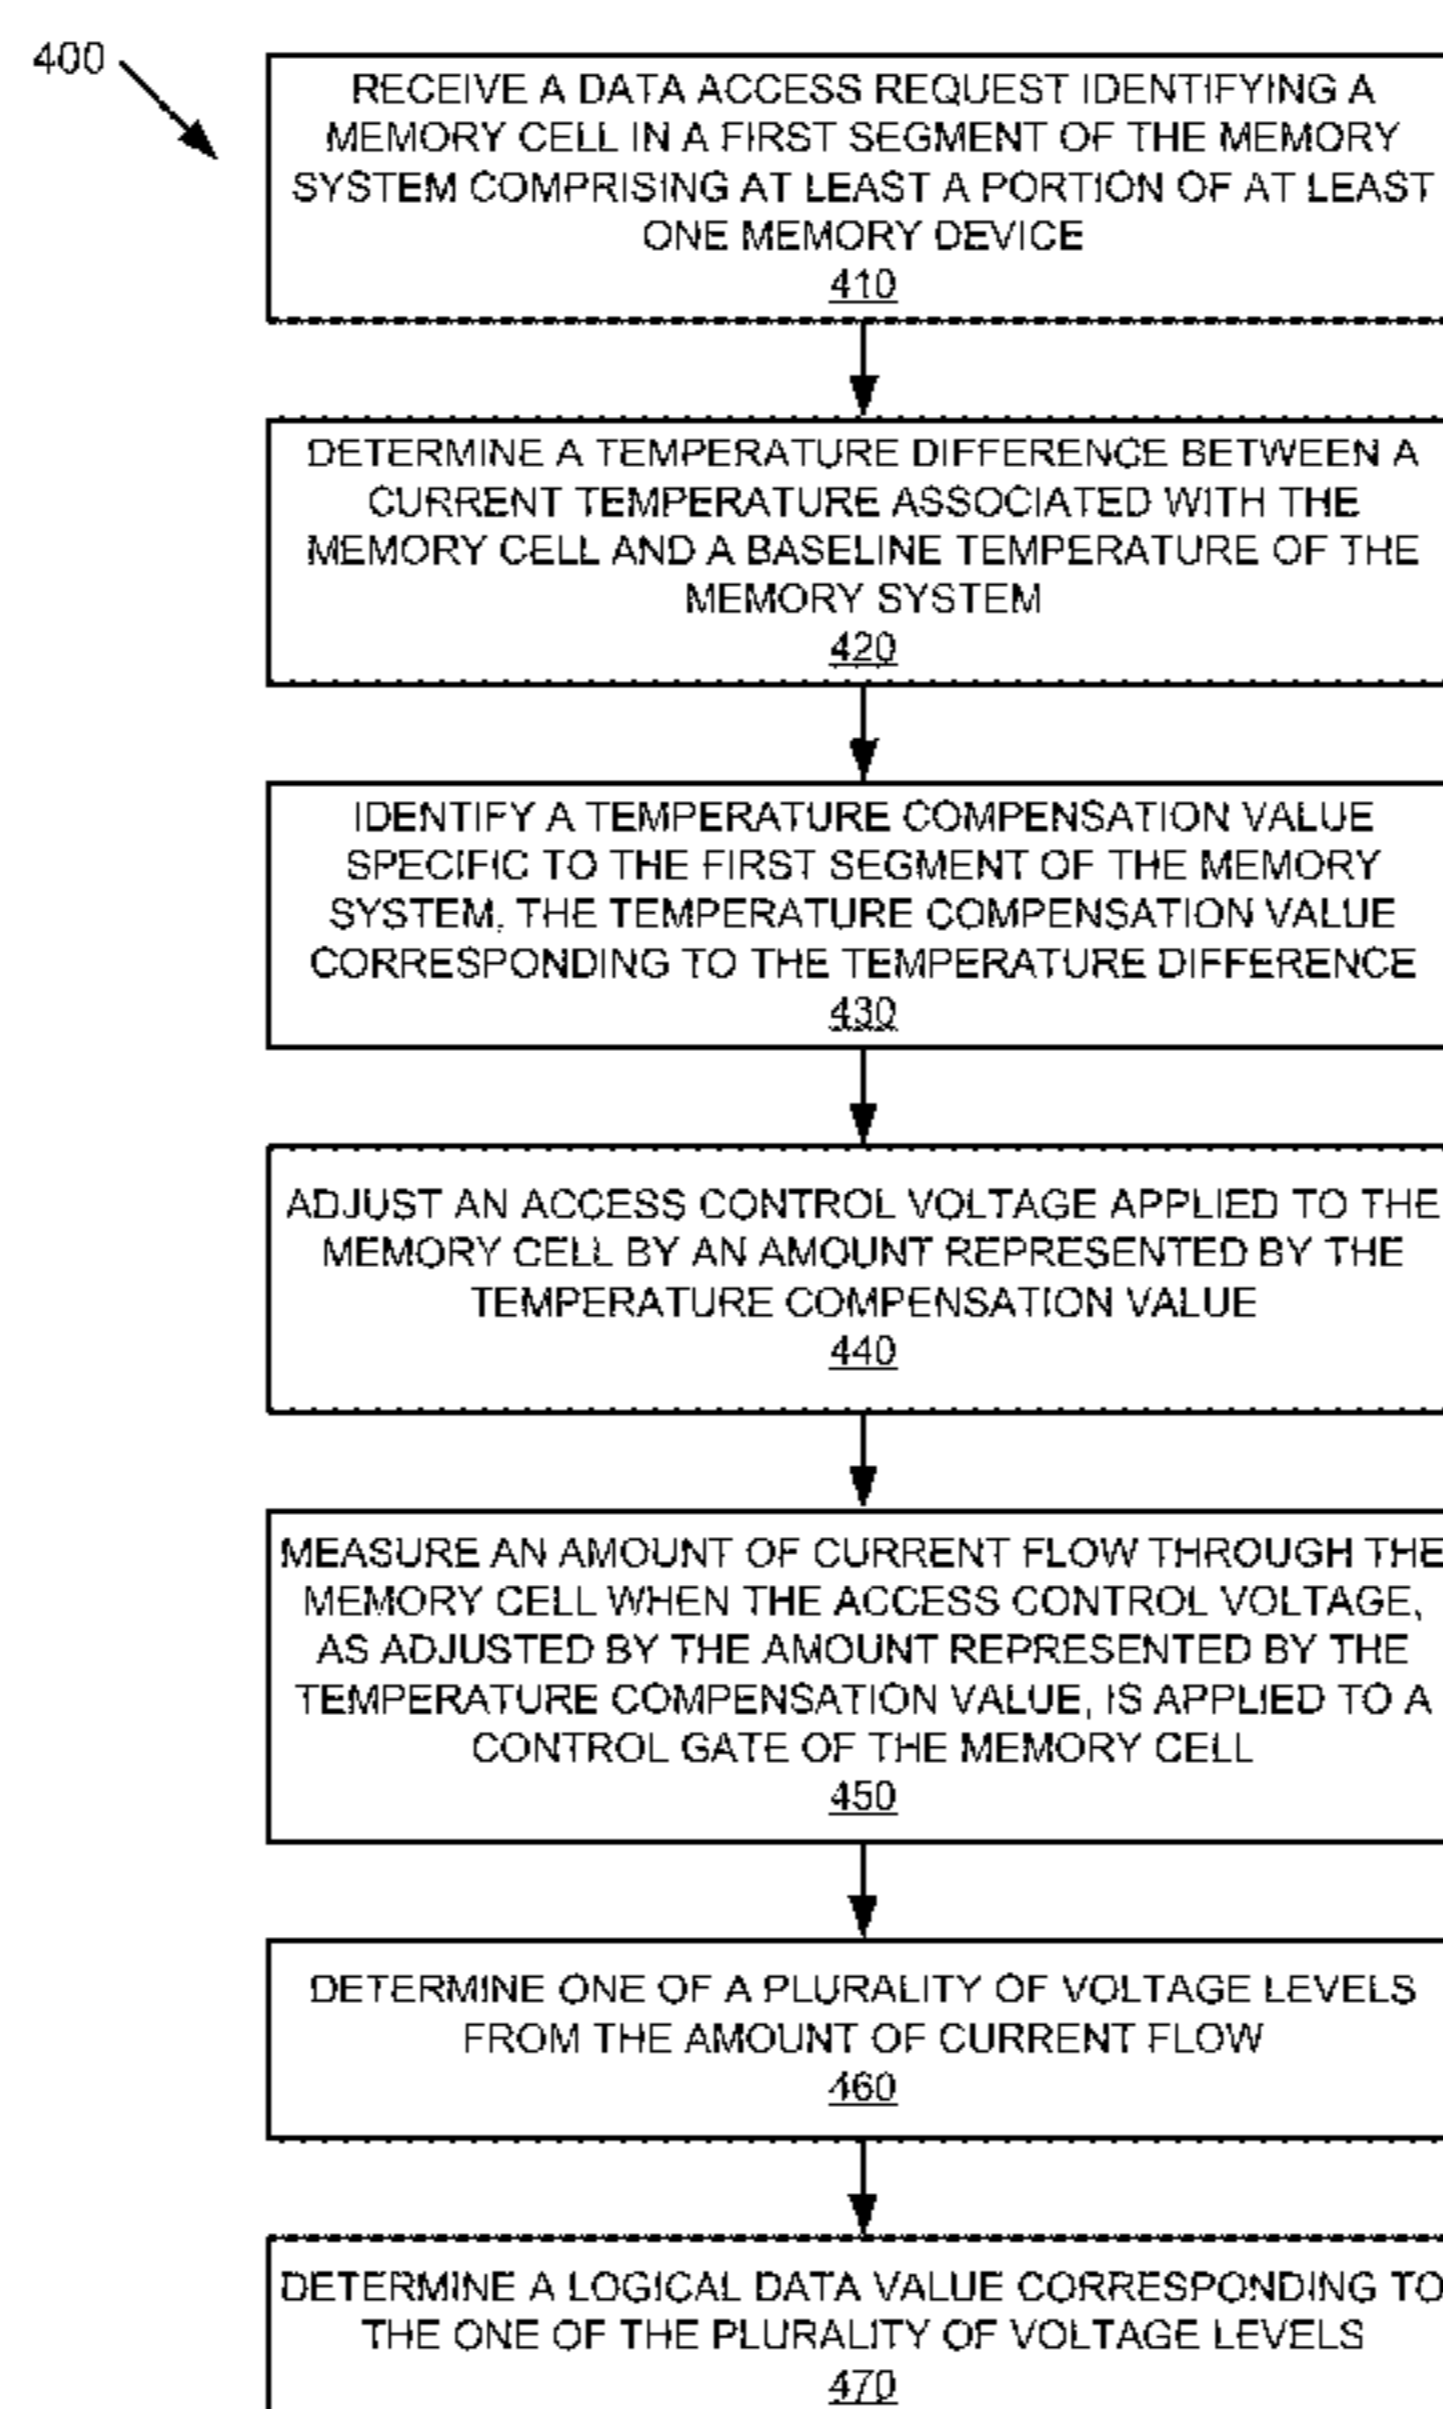 400
RECEIVE A DATA ACCESS REQUEST IDENTIFYING A
MEMORY CELL IN A FIRST SEGMENT OF THE MEMORY
SYSTEM COMPRISING AT LEAST A PORTION OF AT LEAST
ONE MEMORY DEVICE
410
DETERMINE A TEMPERATURE DIFFERENCE BETWEEN A
CURRENT TEMPERATURE ASSOCIATED WITH THE
MEMORY CELL AND A BASELINE TEMPERATURE OF THE
MEMORY SYSTEM
420
IDENTIFY A TEMPERATURE COMPENSATION VALUE
SPECIFIC TO THE FIRST SEGMENT OF THE MEMORY
SYSTEM, THE TEMPERATURE COMPENSATION VALUE
CORRESPONDING TO THE TEMPERATURE DIFFERENCE
430
ADJUST AN ACCESS CONTROL VOLTAGE APPLIED TO THE
MEMORY CELL BY AN AMOUNT REPRESENTED BY THE
TEMPERATURE COMPENSATION VALUE
440
MEASURE AN AMOUNT OF CURRENT FLOW THROUGH THE
MEMORY CELL WHEN THE ACCESS CONTROL VOLTAGE,
AS ADJUSTED BY THE AMOUNT REPRESENTED BY THE
TEMPERATURE COMPENSATION VALUE, IS APPLIED TO A
CONTROL GATE OF THE MEMORY CELL
450
DETERMINE ONE OF A PLURALITY OF VOLTAGE LEVELS
FROM THE AMOUNT OF CURRENT FLOW
460
DETERMINE A LOGICAL DATA VALUE CORRESPONDING TO
THE ONE OF THE PLURALITY OF VOLTAGE LEVELS
470